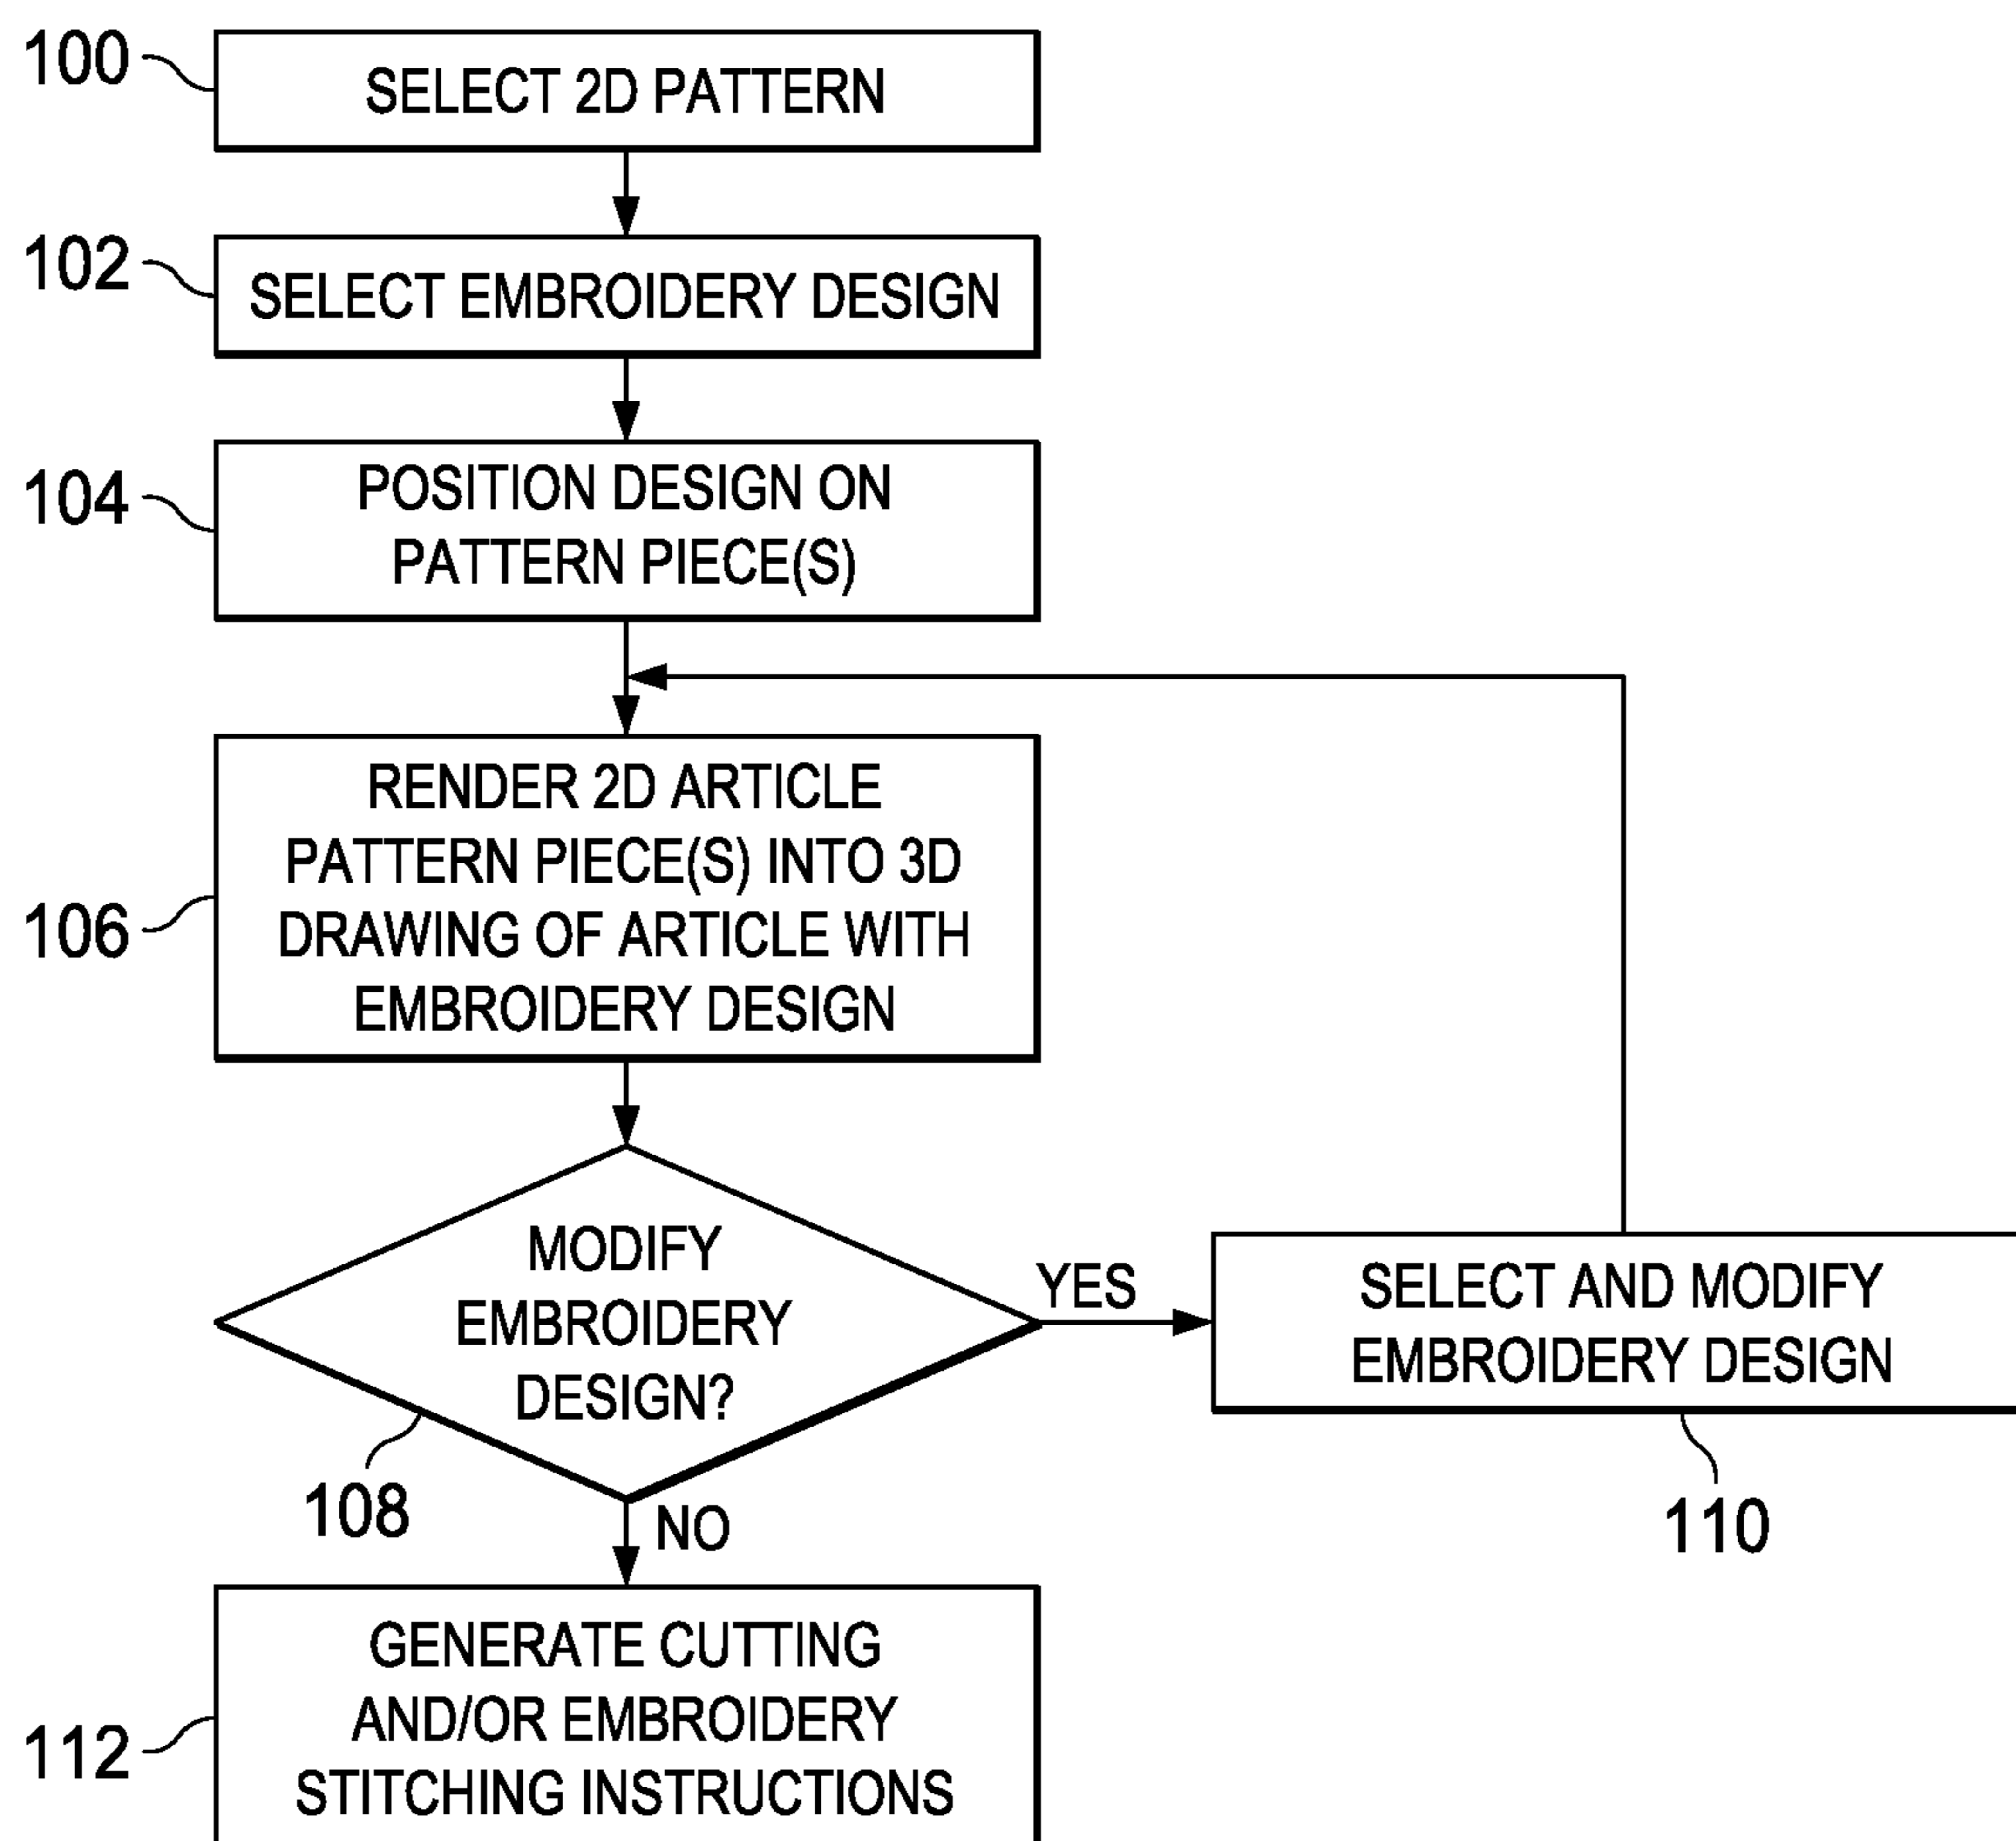 100
SELECT 2D PATTERN
102
SELECT EMBROIDERY DESIGN
104
POSITION DESIGN ON
PATTERN PIECE(S)
106
RENDER 2D ARTICLE
PATTERN PIECE(S) INTO 3D
DRAWING OF ARTICLE WITH
EMBROIDERY DESIGN
MODIFY
EMBROIDERY
DESIGN?
108
YES
SELECT AND MODIFY
EMBROIDERY DESIGN
110
NO
112
GENERATE CUTTING
AND/OR EMBROIDERY
STITCHING INSTRUCTIONS